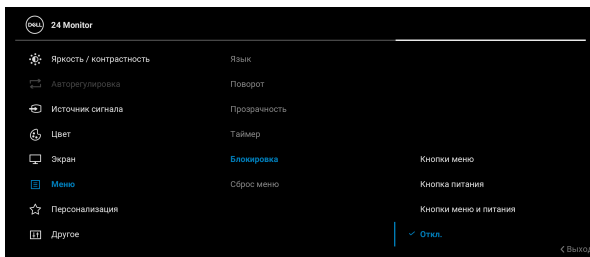 DELL 24 Monitor
Яркость / контрастность
Язык
Авторегулировка
Поворот
Источник сигнала
Прозрачность
Цвет
Таймер
Экран
Блокировка
Кнопки меню
Меню
Сброс меню
Кнопка питания
Персонализация
Кнопки меню и питания
Другое
Откл.
Выход